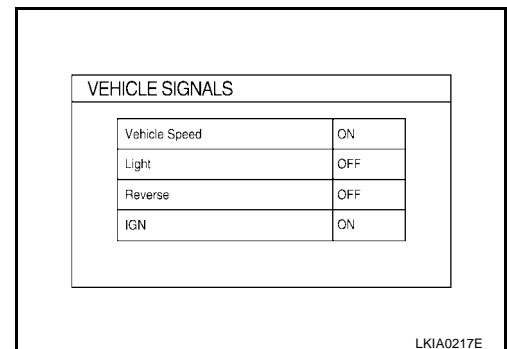 VEHICLE SIGNALS
Vehicle Speed ON
Light OFF
Reverse OFF
IGN ON
LKIA0217E